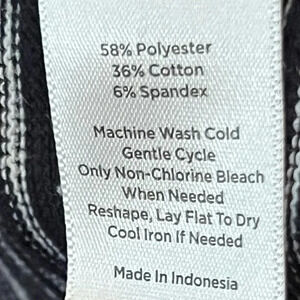 58% Polyester
36% Cotton
6% Spandex
Machine Wash Cold
Gentle Cycle
Only Non-Chlorine Bleach
When Needed
Reshape, Lay Flat To Dry
Cool Iron If Needed
Made In Indonesia